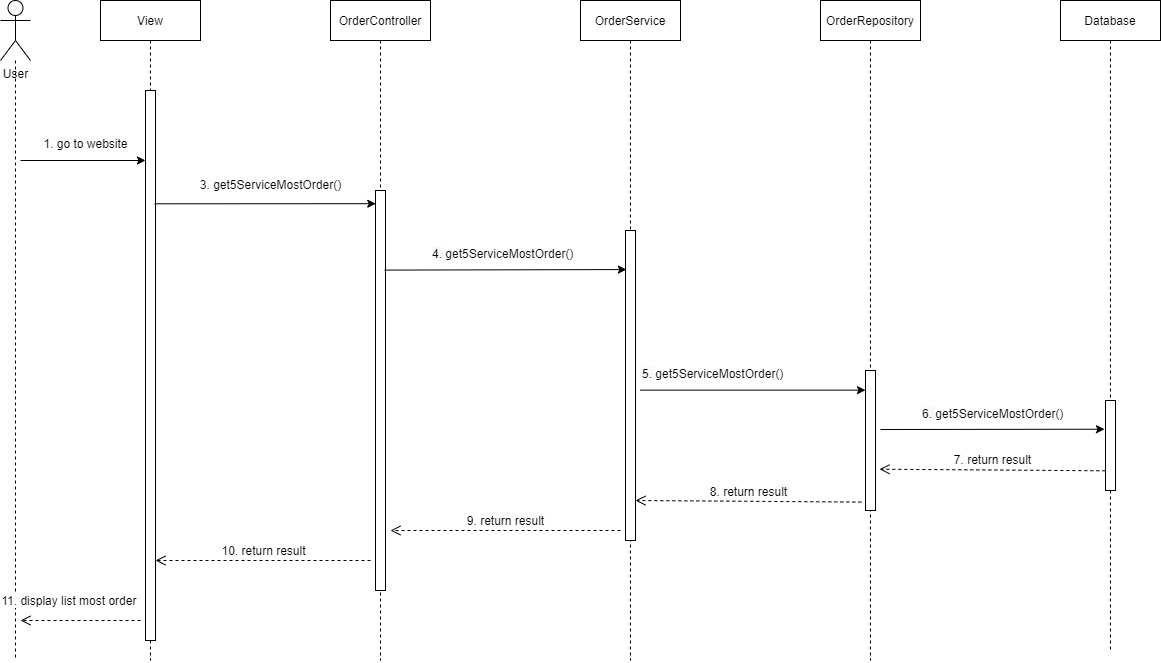 View
OrderController
OrderService
OrderRepository
Database
User
1. go to website
3. get5ServiceMostOrder()
4. get5ServiceMostOrder()
5. get5ServiceMostOrder()
6. get5ServiceMostOrder()
7. return result
8. return result
9. return result
10. return result
11. display list most order